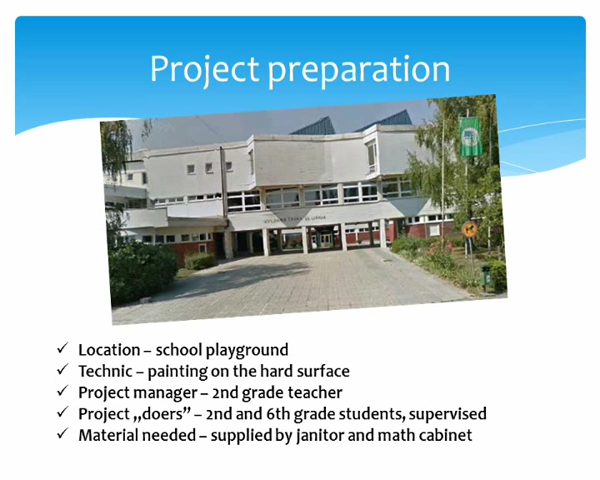 Project preparation
✓ Location – school playground
✓ Technic – painting on the hard surface
✓ Project manager – 2nd grade teacher
✓ Project „doers” – 2nd and 6th grade students, supervised
✓ Material needed – supplied by janitor and math cabinet